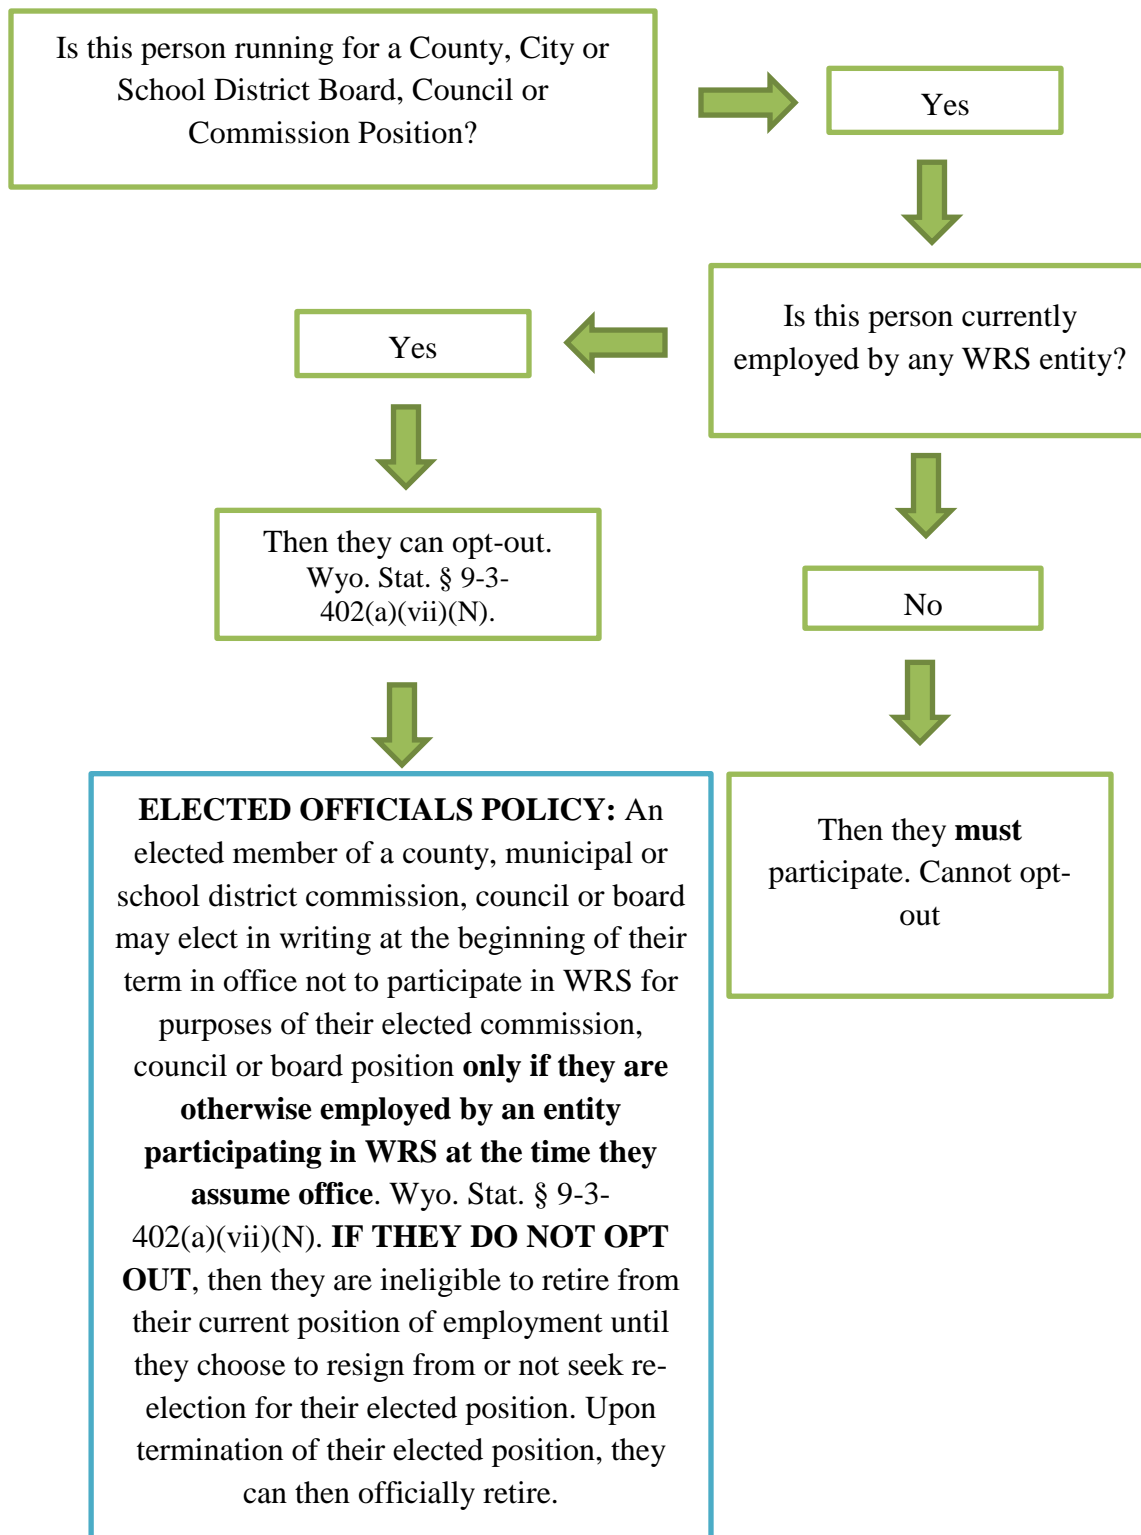 Is this person running for a County, City or
School District Board, Council or
Commission Position?
Yes
Is this person currently
employed by any WRS entity?
Yes
Then they can opt-out.
Wyo. Stat. § 9-3-
402(a)(vii)(N).
No
ELECTED OFFICIALS POLICY: An
elected member of a county, municipal or
school district commission, council or board
may elect in writing at the beginning of their
term in office not to participate in WRS for
purposes of their elected commission,
council or board position only if they are
otherwise employed by an entity
participating in WRS at the time they
assume office. Wyo. Stat. § 9-3-
402(a)(vii)(N). IF THEY DO NOT OPT
OUT, then they are ineligible to retire from
their current position of employment until
they choose to resign from or not seek re-
election for their elected position. Upon
termination of their elected position, they
can then officially retire.
Then they must
participate. Cannot opt-
out